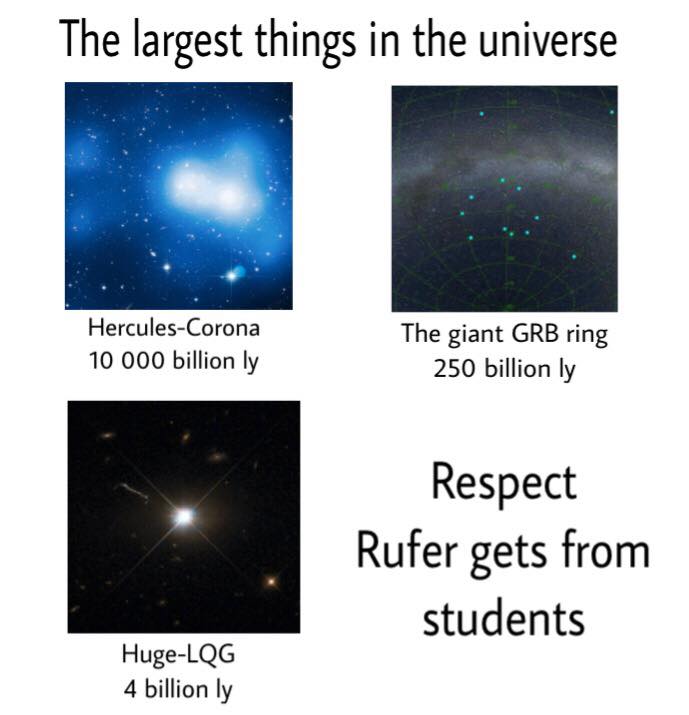 The largest things in the universe
Hercules-Corona
10 000 billion ly
The giant GRB ring
250 billion ly
Huge-LQG
4 billion ly
Respect
Rufer gets from
students